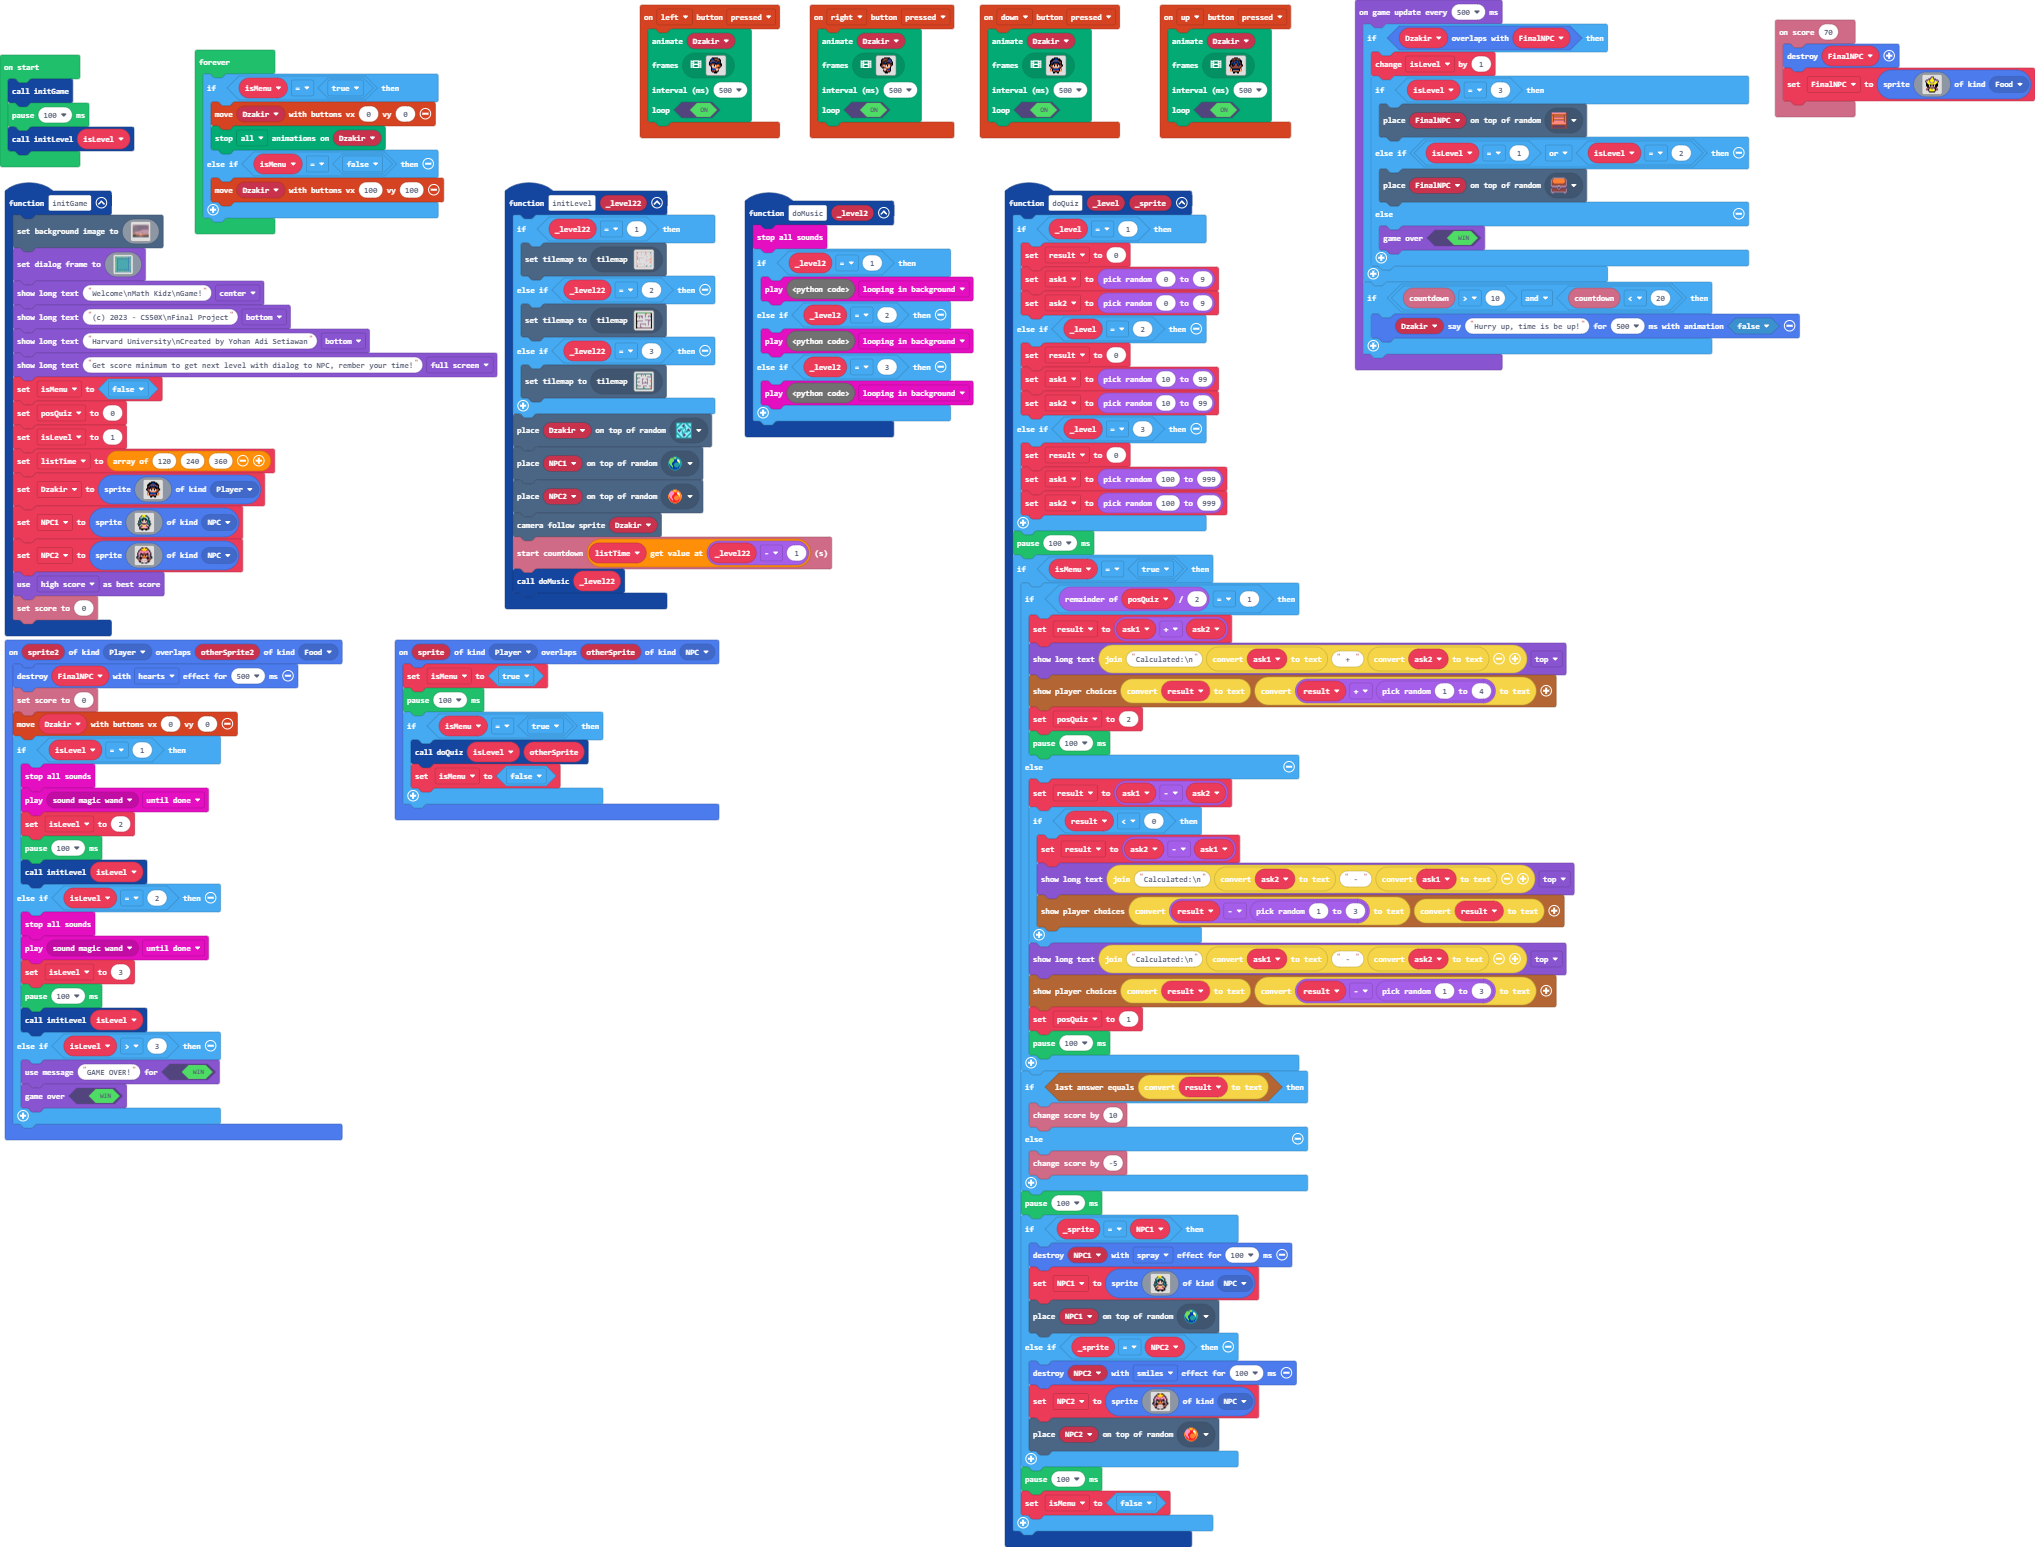 on start
call initGame
pause 100 ms
call initLevel isLevel
forever
if isMenu = true then
move Dzakir with buttons vx 0 vy 0
stop all animations on Dzakir
else if isMenu = false then
move Dzakir with buttons vx 100 vy 100
on left button pressed
animate Dzakir
frames
interval (ms) 500
loop ON
on right button pressed
animate Dzakir
frames
interval (ms) 500
loop ON
on down button pressed
animate Dzakir
frames
interval (ms) 500
loop ON
on up button pressed
animate Dzakir
frames
interval (ms) 500
loop ON
on game update every 500 ms
if Dzakir overlaps with FinalNPC then
change isLevel by 1
if isLevel = 3 then
place FinalNPC on top of random
else if isLevel = 1 or isLevel = 2 then
place FinalNPC on top of random
else
game over WIN
if countdown > 10 and countdown < 20 then
Dzakir say "Hurry up, time is be up!" for 500 ms with animation false
on score 70
destroy FinalNPC
set FinalNPC to sprite of kind Food
function initGame
set background image to
set dialog frame to
show long text "Welcome\nMath Kidz\nGame!" center
show long text "(c) 2023 - CS50X\nFinal Project" bottom
show long text "Harvard University\nCreated by Yohan Adi Setiawan" bottom
show long text "Get score minimum to get next level with dialog to NPC, rember your time!" full screen
set isMenu to false
set posQuiz to 0
set isLevel to 1
set listTime to array of 120 240 360
set Dzakir to sprite of kind Player
set NPC1 to sprite of kind NPC
set NPC2 to sprite of kind NPC
use high score as best score
set score to 0
function initLevel _level22
if _level22 = 1 then
set tilemap to tilemap
else if _level22 = 2 then
set tilemap to tilemap
else if _level22 = 3 then
set tilemap to tilemap
place Dzakir on top of random
place NPC1 on top of random
place NPC2 on top of random
camera follow sprite Dzakir
start countdown listTime get value at _level22 - 1 (s)
call doMusic _level22
function doMusic _level2
stop all sounds
if _level2 = 1 then
play <python code> looping in background
else if _level2 = 2 then
play <python code> looping in background
else if _level2 = 3 then
play <python code> looping in background
function doQuiz _level _sprite
if _level = 1 then
set result to 0
set ask1 to pick random 0 to 9
set ask2 to pick random 0 to 9
else if _level = 2 then
set result to 0
set ask1 to pick random 10 to 99
set ask2 to pick random 10 to 99
else if _level = 3 then
set result to 0
set ask1 to pick random 100 to 999
set ask2 to pick random 100 to 999
pause 100 ms
if isMenu = true then
if remainder of posQuiz / 2 = 1 then
set result to ask1 + ask2
show long text join "Calculated:\n" convert ask1 to text " + " convert ask2 to text top
show player choices convert result to text convert result + pick random 1 to 4 to text
set posQuiz to 2
pause 100 ms
else
set result to ask1 - ask2
if result < 0 then
set result to ask2 - ask1
show long text join "Calculated:\n" convert ask2 to text " - " convert ask1 to text top
show player choices convert result - pick random 1 to 3 to text convert result to text
show long text join "Calculated:\n" convert ask1 to text " - " convert ask2 to text top
show player choices convert result to text convert result - pick random 1 to 3 to text
set posQuiz to 1
pause 100 ms
if last answer equals convert result to text then
change score by 10
else
change score by -5
pause 100 ms
if _sprite = NPC1 then
destroy NPC1 with spray effect for 100 ms
set NPC1 to sprite of kind NPC
place NPC1 on top of random
else if _sprite = NPC2 then
destroy NPC2 with smiles effect for 100 ms
set NPC2 to sprite of kind NPC
place NPC2 on top of random
pause 100 ms
set isMenu to false
on sprite2 of kind Player overlaps otherSprite2 of kind Food
destroy FinalNPC with hearts effect for 500 ms
set score to 0
move Dzakir with buttons vx 0 vy 0
if isLevel = 1 then
stop all sounds
play sound magic wand until done
set isLevel to 2
pause 100 ms
call initLevel isLevel
else if isLevel = 2 then
stop all sounds
play sound magic wand until done
set isLevel to 3
pause 100 ms
call initLevel isLevel
else if isLevel > 3 then
use message "GAME OVER!" for WIN
game over WIN
on sprite of kind Player overlaps otherSprite of kind NPC
set isMenu to true
pause 100 ms
if isMenu = true then
call doQuiz isLevel otherSprite
set isMenu to false